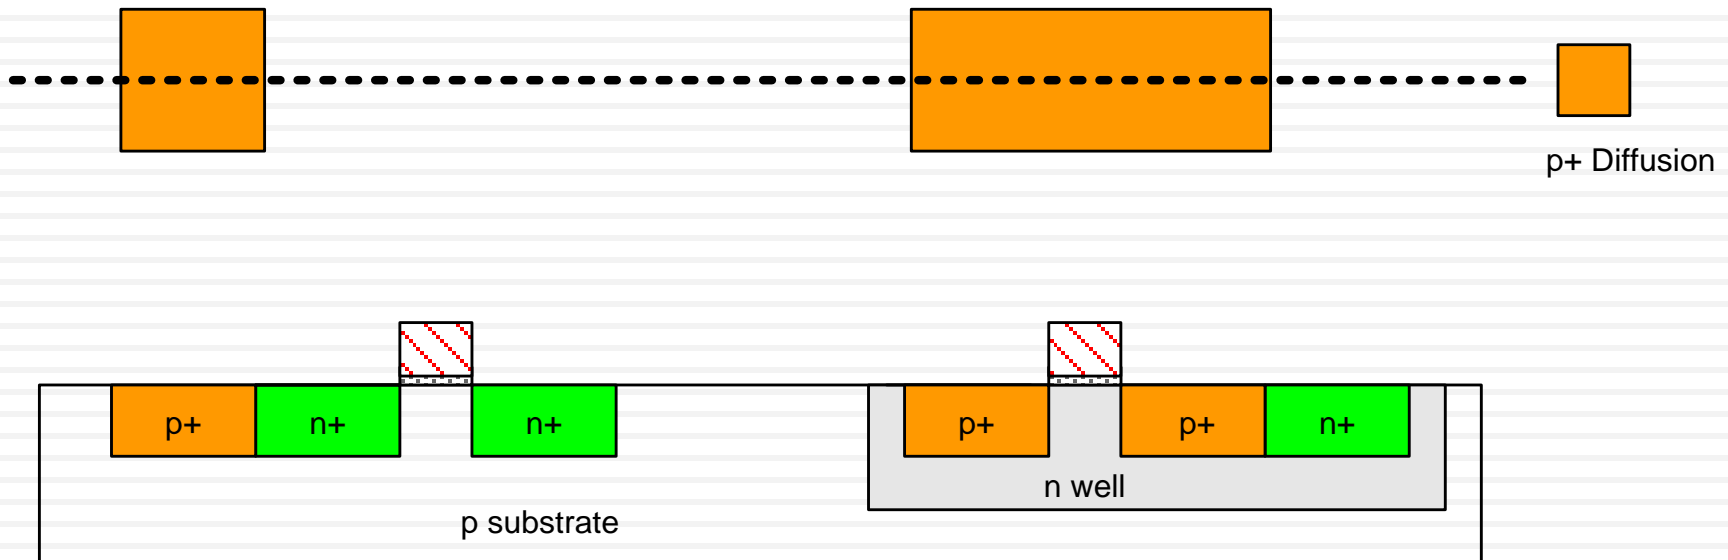 p+ Diffusion
p+ n+ n+ p+ p+ n+
n well
p substrate